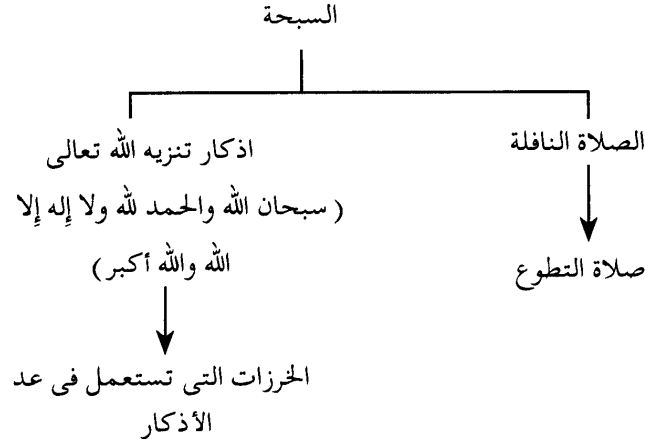 السبحة
الصلاة النافلة
صلاة التطوع
اذكار تنزيه الله تعالى
( سبحان الله والحمد لله ولا إله إلا
الله والله أكبر)
الخرزات التى تستعمل فى عد
الأذكار